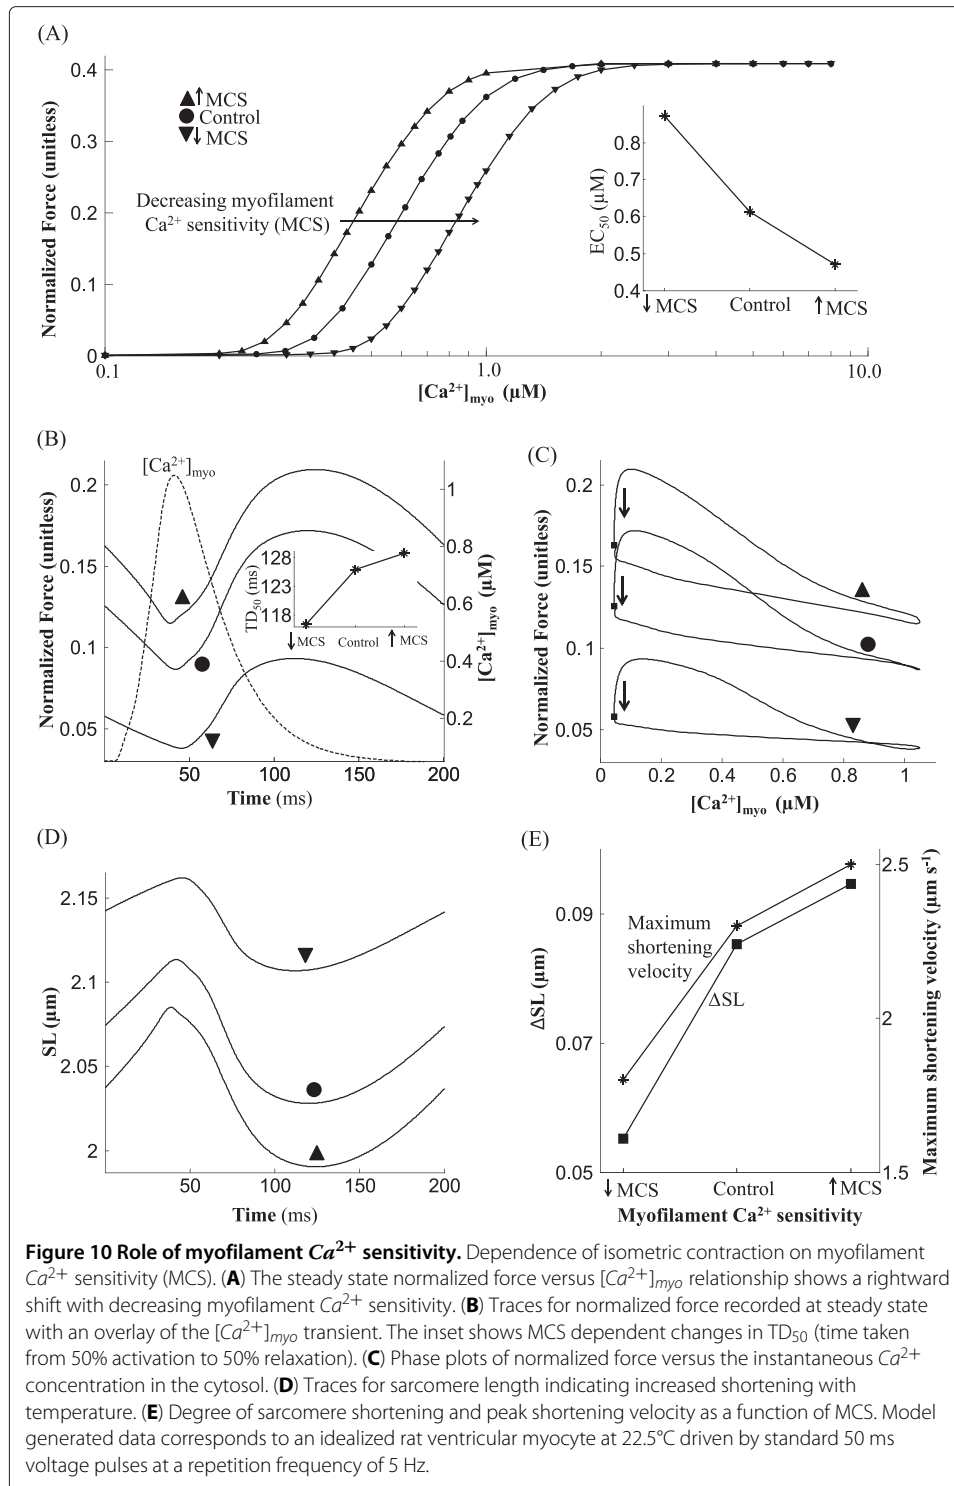 (A)
0.4
0.3
0.2
0.1
0
Normalized Force (unitless)
↑ MCS
Control
↓ MCS
Decreasing myofilament
Ca²⁺ sensitivity (MCS)
0.1
1.0
10.0
[Ca²⁺]myo (µM)
0.8
0.7
0.6
0.5
0.4
EC50 (µM)
↓ MCS
Control
↑ MCS
(B)
[Ca²⁺]myo
0.2
0.15
0.1
0.05
Normalized Force (unitless)
1
0.8
0.6
0.4
0.2
[Ca²⁺]myo (µM)
128
123
118
TD50 (ms)
↓ MCS
Control
↑ MCS
50
100
150
200
Time (ms)
(C)
0.2
0.15
0.1
0.05
Normalized Force (unitless)
0
0.2
0.4
0.6
0.8
1
[Ca²⁺]myo (µM)
(D)
2.15
2.1
2.05
2
SL (µm)
50
100
150
200
Time (ms)
(E)
0.09
0.07
0.05
ΔSL (µm)
Maximum
shortening
velocity
ΔSL
2.5
2
1.5
Maximum shortening velocity (µm s⁻¹)
↓ MCS
Control
↑ MCS
Myofilament Ca²⁺ sensitivity
Figure 10 Role of myofilament Ca²⁺ sensitivity. Dependence of isometric contraction on myofilament
Ca²⁺ sensitivity (MCS). (A) The steady state normalized force versus [Ca²⁺]myo relationship shows a rightward
shift with decreasing myofilament Ca²⁺ sensitivity. (B) Traces for normalized force recorded at steady state
with an overlay of the [Ca²⁺]myo transient. The inset shows MCS dependent changes in TD50 (time taken
from 50% activation to 50% relaxation). (C) Phase plots of normalized force versus the instantaneous Ca²⁺
concentration in the cytosol. (D) Traces for sarcomere length indicating increased shortening with
temperature. (E) Degree of sarcomere shortening and peak shortening velocity as a function of MCS. Model
generated data corresponds to an idealized rat ventricular myocyte at 22.5°C driven by standard 50 ms
voltage pulses at a repetition frequency of 5 Hz.